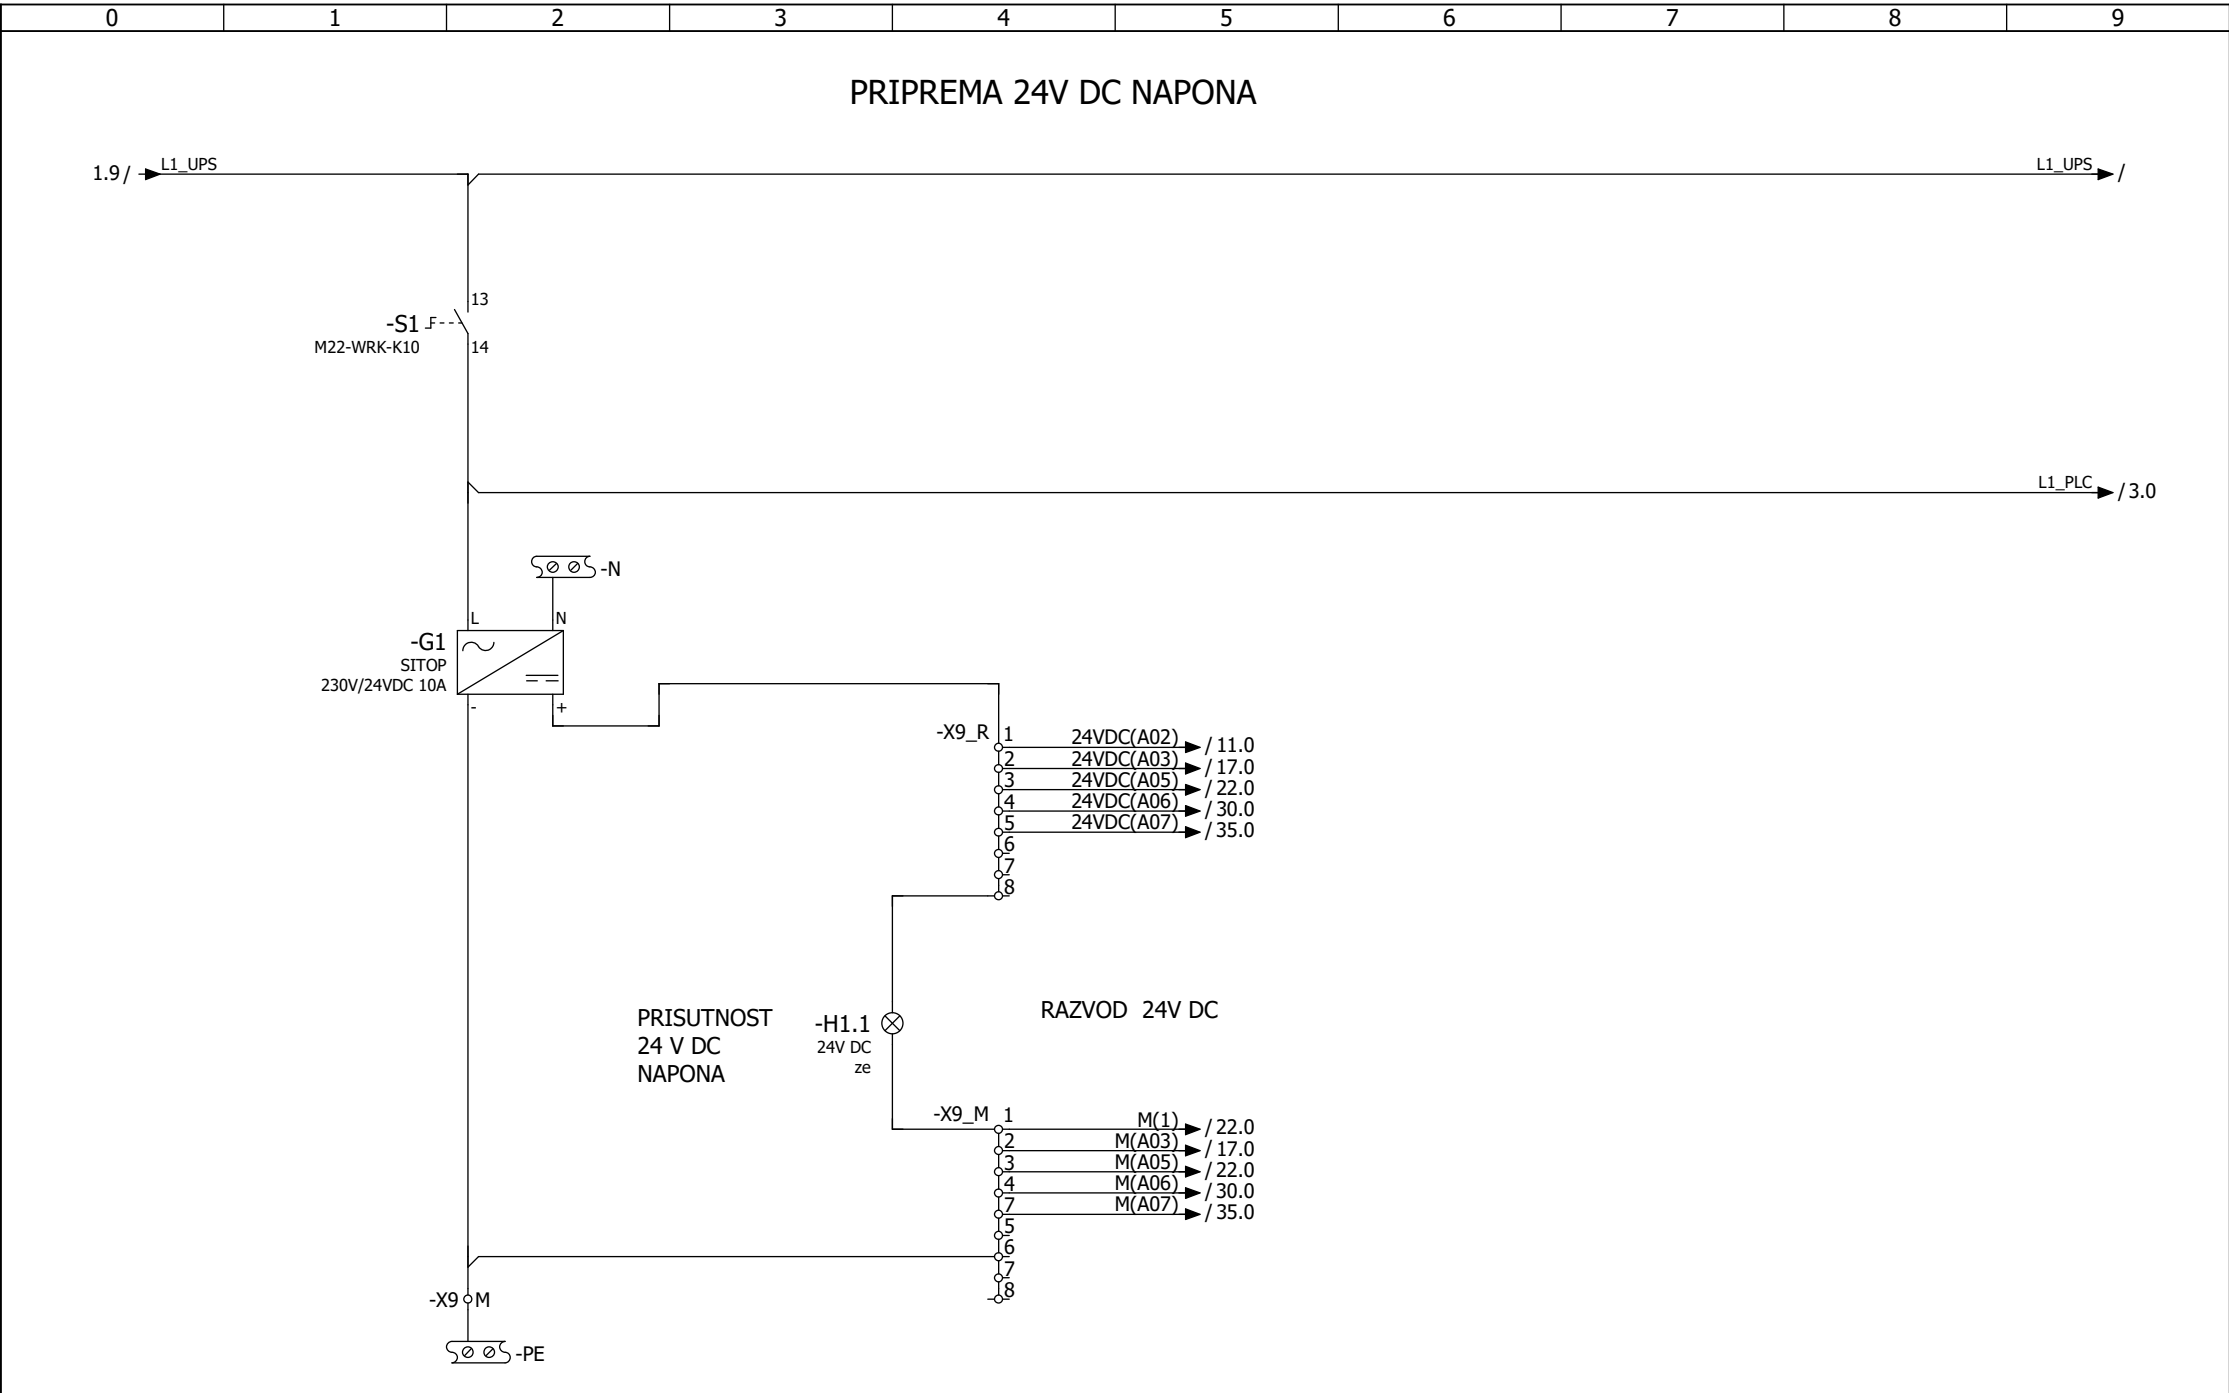 0 1 2 3 4 5 6 7 8 9
PRIPREMA 24V DC NAPONA
1.9 / L1_UPS
L1_UPS /
13
-S1
M22-WRK-K10
14
L1_PLC / 3.0
-N
L N
-G1
SITOP
230V/24VDC 10A
- +
-X9_R 1 24VDC(A02) / 11.0
2 24VDC(A03) / 17.0
3 24VDC(A05) / 22.0
4 24VDC(A06) / 30.0
5 24VDC(A07) / 35.0
6
7
8
PRISUTNOST
24 V DC
NAPONA
-H1.1
24V DC
ze
RAZVOD 24V DC
-X9_M 1 M(1) / 22.0
2 M(A03) / 17.0
3 M(A05) / 22.0
4 M(A06) / 30.0
7 M(A07) / 35.0
5
6
7
8
-X9 M
-PE